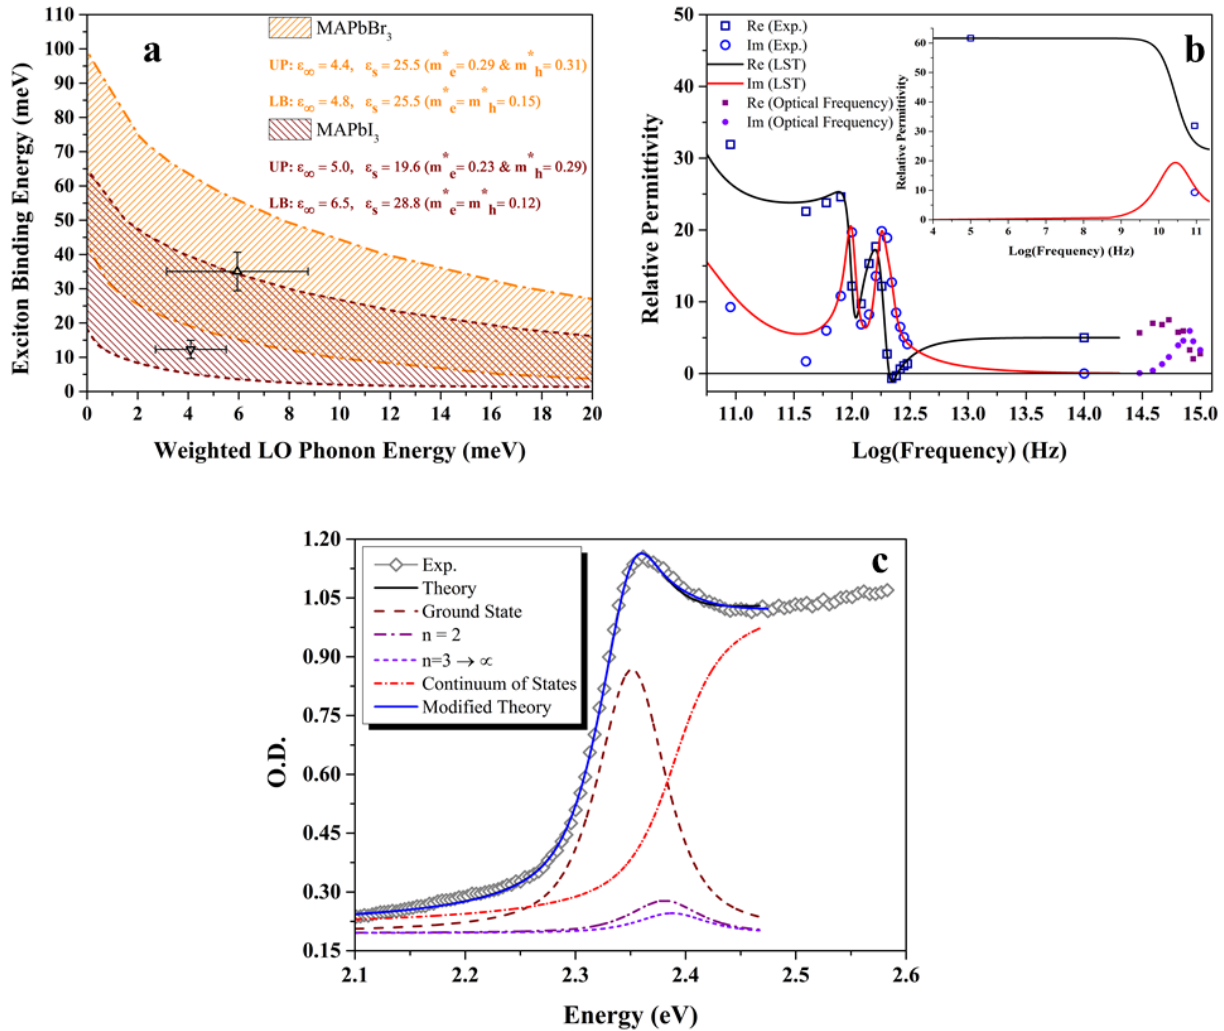 a
MAPbBr3
UP: ε∞ = 4.4, εs = 25.5 (m*e = 0.29 & m*h = 0.31)
LB: ε∞ = 4.8, εs = 25.5 (m*e = m*h = 0.15)
MAPbI3
UP: ε∞ = 5.0, εs = 19.6 (m*e = 0.23 & m*h = 0.29)
LB: ε∞ = 6.5, εs = 28.8 (m*e = m*h = 0.12)
110
100
90
80
70
60
50
40
30
20
10
0
Exciton Binding Energy (meV)
0 2 4 6 8 10 12 14 16 18 20
Weighted LO Phonon Energy (meV)
b
Re (Exp.)
Im (Exp.)
Re (LST)
Im (LST)
Re (Optical Frequency)
Im (Optical Frequency)
50
40
30
20
10
0
Relative Permittivity
11.0 11.5 12.0 12.5 13.0 13.5 14.0 14.5 15.0
Log(Frequency) (Hz)
60
45
30
15
0
Relative Permittivity
4 5 6 7 8 9 10 11
Log(Frequency) (Hz)
c
Exp.
Theory
Ground State
n = 2
n=3 → ∝
Continuum of States
Modified Theory
1.20
1.05
0.90
0.75
0.60
0.45
0.30
0.15
O.D.
2.1 2.2 2.3 2.4 2.5 2.6
Energy (eV)